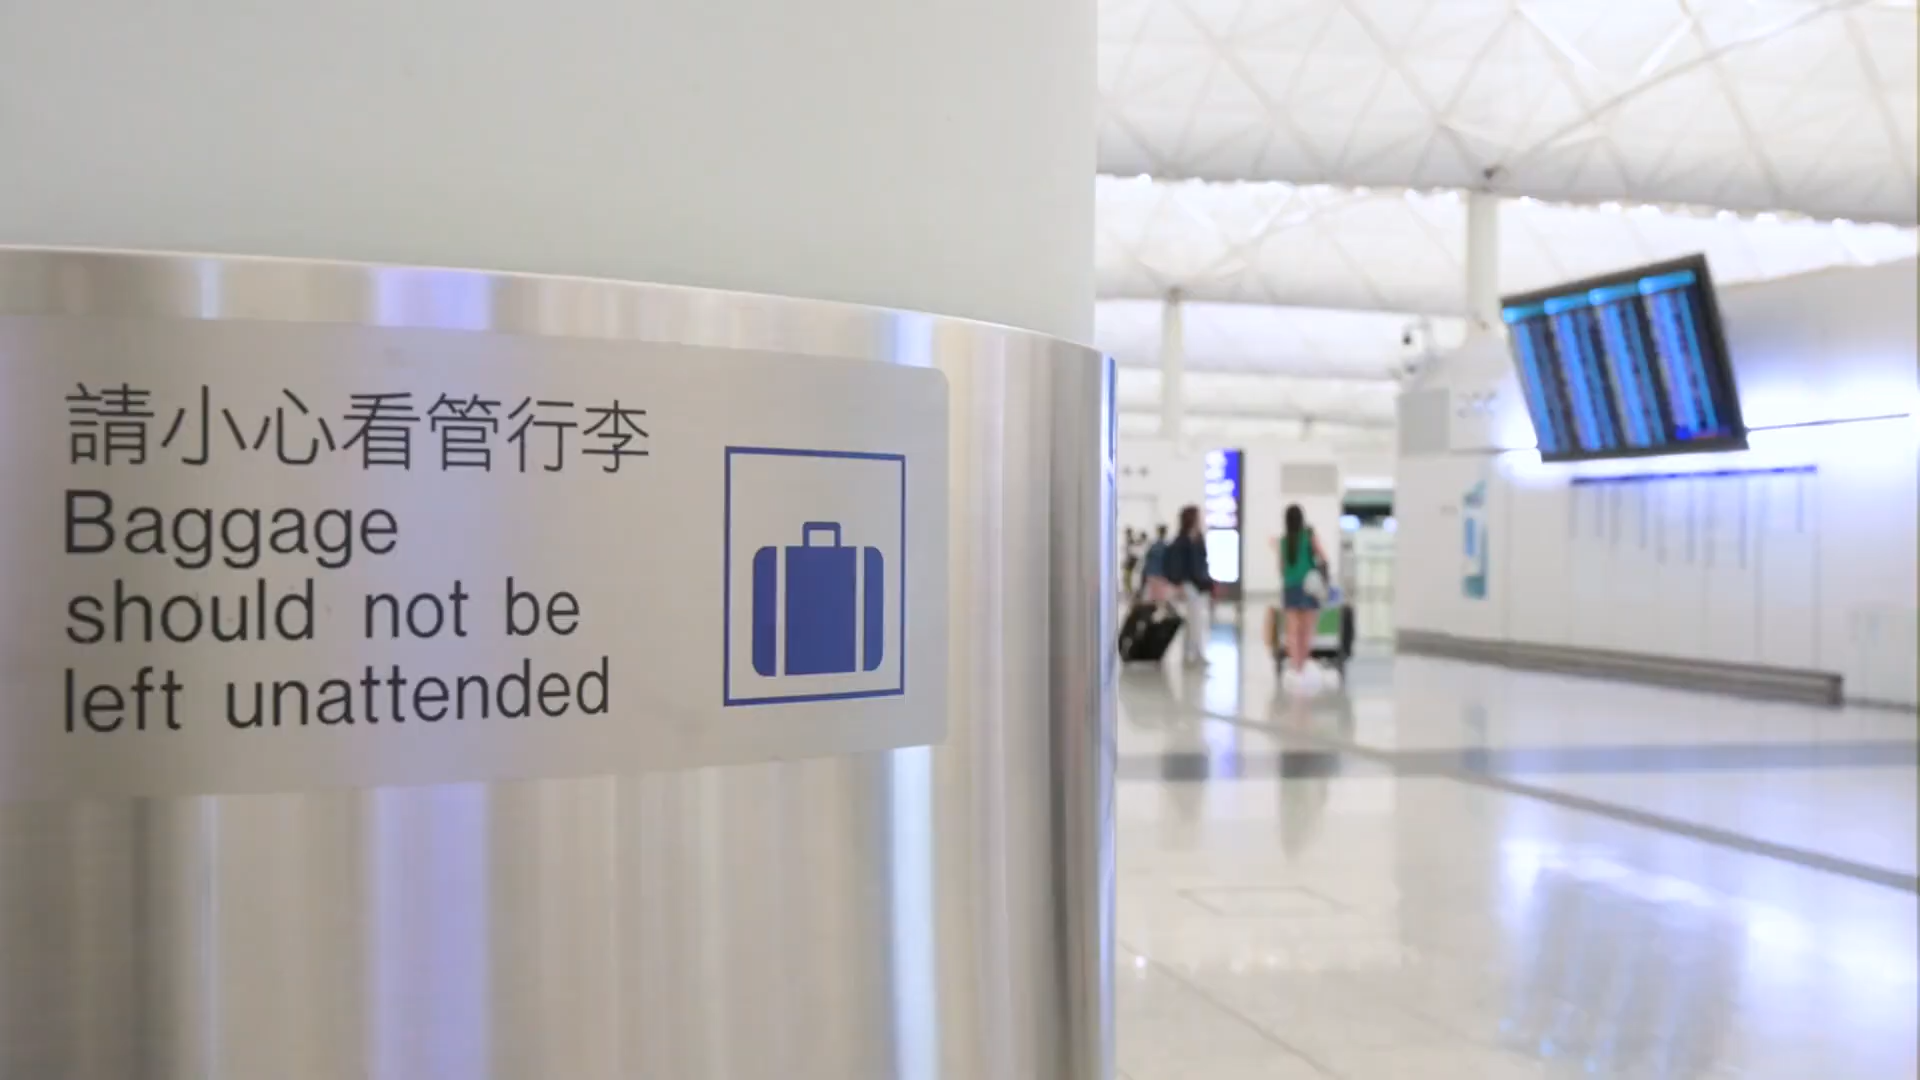 請小心看管行李
Baggage
should not be
left unattended